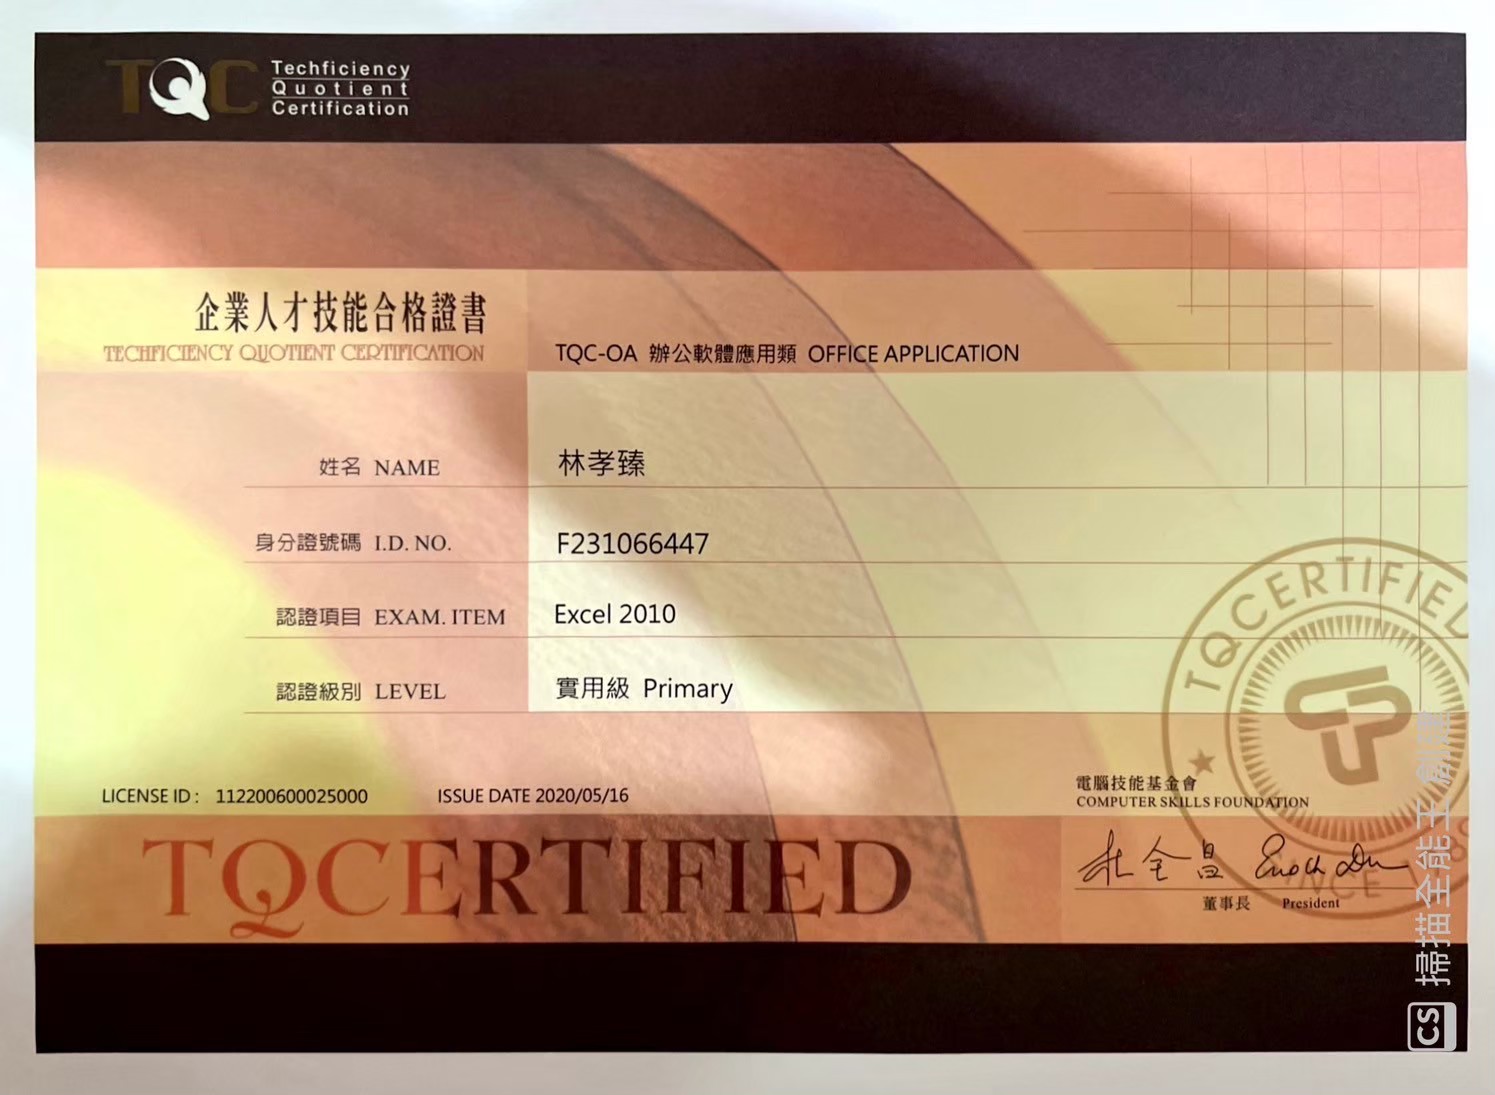 TQC
Techficiency
Quotient
Certification
企業人才技能合格證書
TECHFICIENCY QUOTIENT CERTIFICATION
TQC-OA 辦公軟體應用類 OFFICE APPLICATION
姓名 NAME 林孝臻
身分證號碼 I.D. NO. F231066447
認證項目 EXAM. ITEM Excel 2010
認證級別 LEVEL 實用級 Primary
LICENSE ID : 112200600025000 ISSUE DATE 2020/05/16
電腦技能基金會
COMPUTER SKILLS FOUNDATION
TQCERTIFIED
杜全昌 Enoch Du
董事長 President
TQCERTIFIED
SINCE
CS 掃描全能王 創建